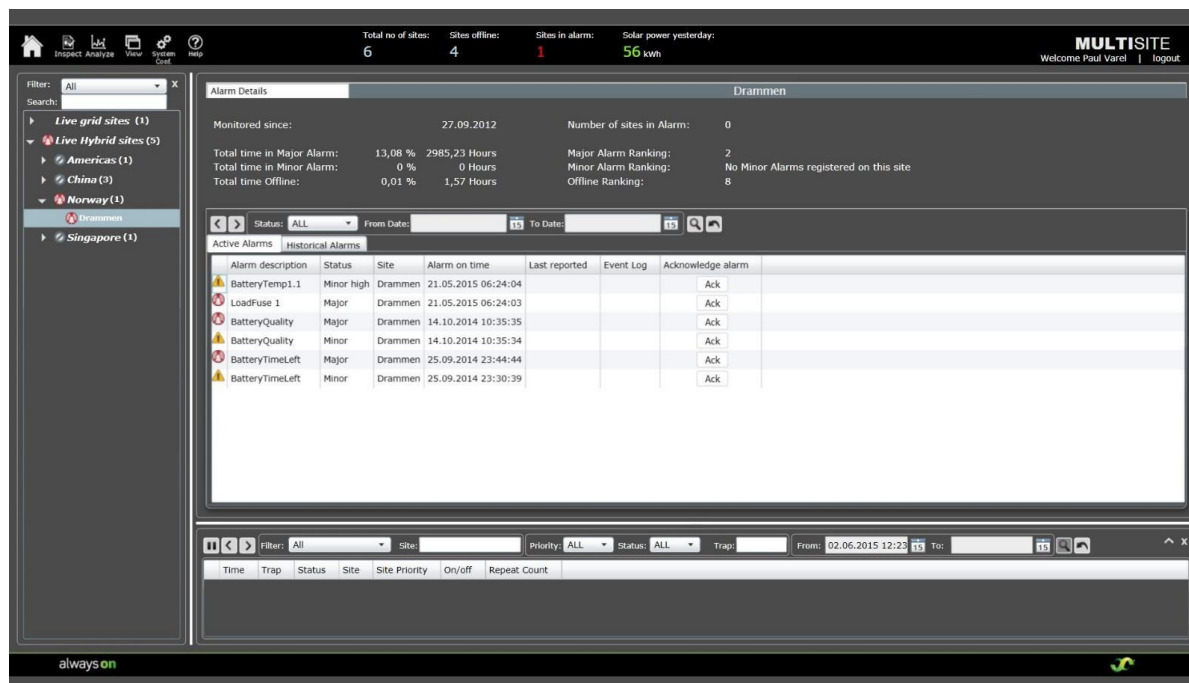 Total no of sites: Sites offline: Sites in alarm: Solar power yesterday:
6 4 1 56 kWh
Inspect Analyze View System Conf. Help
MULTISITE
Welcome Paul Varel | logout
Filter: All X
Search:
Live grid sites (1)
Live Hybrid sites (5)
Americas (1)
China (3)
Norway (1)
Drammen
Singapore (1)
Alarm Details Drammen
Monitored since: 27.09.2012 Number of sites in Alarm: 0
Total time in Major Alarm: 13,08 % 2985,23 Hours Major Alarm Ranking: 2
Total time in Minor Alarm: 0 % 0 Hours Minor Alarm Ranking: No Minor Alarms registered on this site
Total time Offline: 0,01 % 1,57 Hours Offline Ranking: 8
Status: ALL From Date: 15 To Date: 15
Active Alarms Historical Alarms
Alarm description Status Site Alarm on time Last reported Event Log Acknowledge alarm
BatteryTemp1.1 Minor high Drammen 21.05.2015 06:24:04 Ack
LoadFuse 1 Major Drammen 21.05.2015 06:24:03 Ack
BatteryQuality Major Drammen 14.10.2014 10:35:35 Ack
BatteryQuality Minor Drammen 14.10.2014 10:35:34 Ack
BatteryTimeLeft Major Drammen 25.09.2014 23:44:44 Ack
BatteryTimeLeft Minor Drammen 25.09.2014 23:30:39 Ack
Filter: All Site: Priority: ALL Status: ALL Trap: From: 02.06.2015 12:23 15 To: 15 X
Time Trap Status Site Site Priority On/off Repeat Count
alwayson